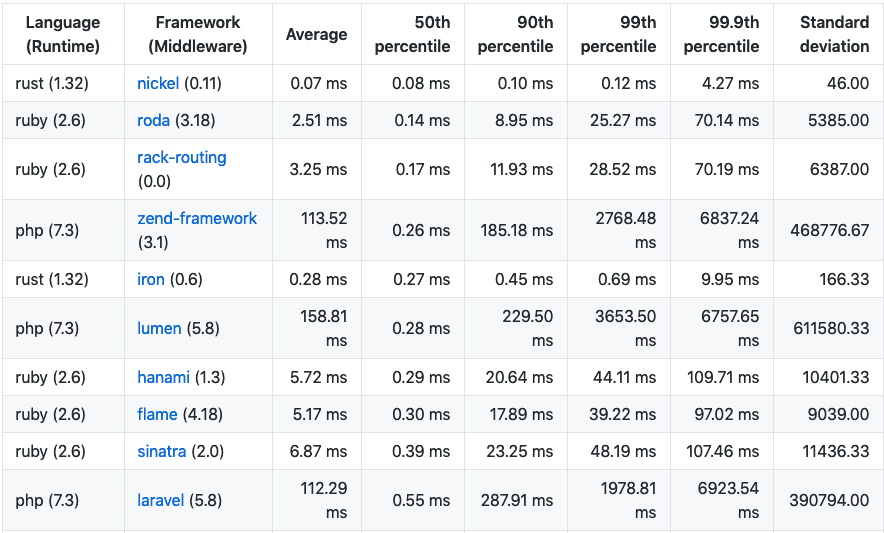 Language (Runtime) Framework (Middleware) Average 50th percentile 90th percentile 99th percentile 99.9th percentile Standard deviation
rust (1.32) nickel (0.11) 0.07 ms 0.08 ms 0.10 ms 0.12 ms 4.27 ms 46.00
ruby (2.6) roda (3.18) 2.51 ms 0.14 ms 8.95 ms 25.27 ms 70.14 ms 5385.00
ruby (2.6) rack-routing (0.0) 3.25 ms 0.17 ms 11.93 ms 28.52 ms 70.19 ms 6387.00
php (7.3) zend-framework (3.1) 113.52 ms 0.26 ms 185.18 ms 2768.48 ms 6837.24 ms 468776.67
rust (1.32) iron (0.6) 0.28 ms 0.27 ms 0.45 ms 0.69 ms 9.95 ms 166.33
php (7.3) lumen (5.8) 158.81 ms 0.28 ms 229.50 ms 3653.50 ms 6757.65 ms 611580.33
ruby (2.6) hanami (1.3) 5.72 ms 0.29 ms 20.64 ms 44.11 ms 109.71 ms 10401.33
ruby (2.6) flame (4.18) 5.17 ms 0.30 ms 17.89 ms 39.22 ms 97.02 ms 9039.00
ruby (2.6) sinatra (2.0) 6.87 ms 0.39 ms 23.25 ms 48.19 ms 107.46 ms 11436.33
php (7.3) laravel (5.8) 112.29 ms 0.55 ms 287.91 ms 1978.81 ms 6923.54 ms 390794.00